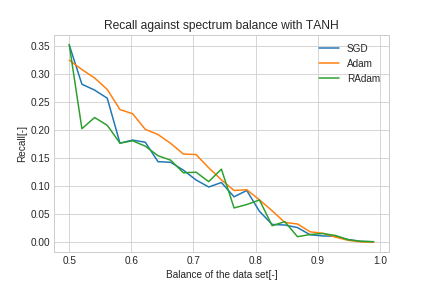 Recall against spectrum balance with TANH
SGD
Adam
RAdam
0.35
0.30
0.25
0.20
0.15
0.10
0.05
0.00
Recall[-]
0.5 0.6 0.7 0.8 0.9 1.0
Balance of the data set[-]